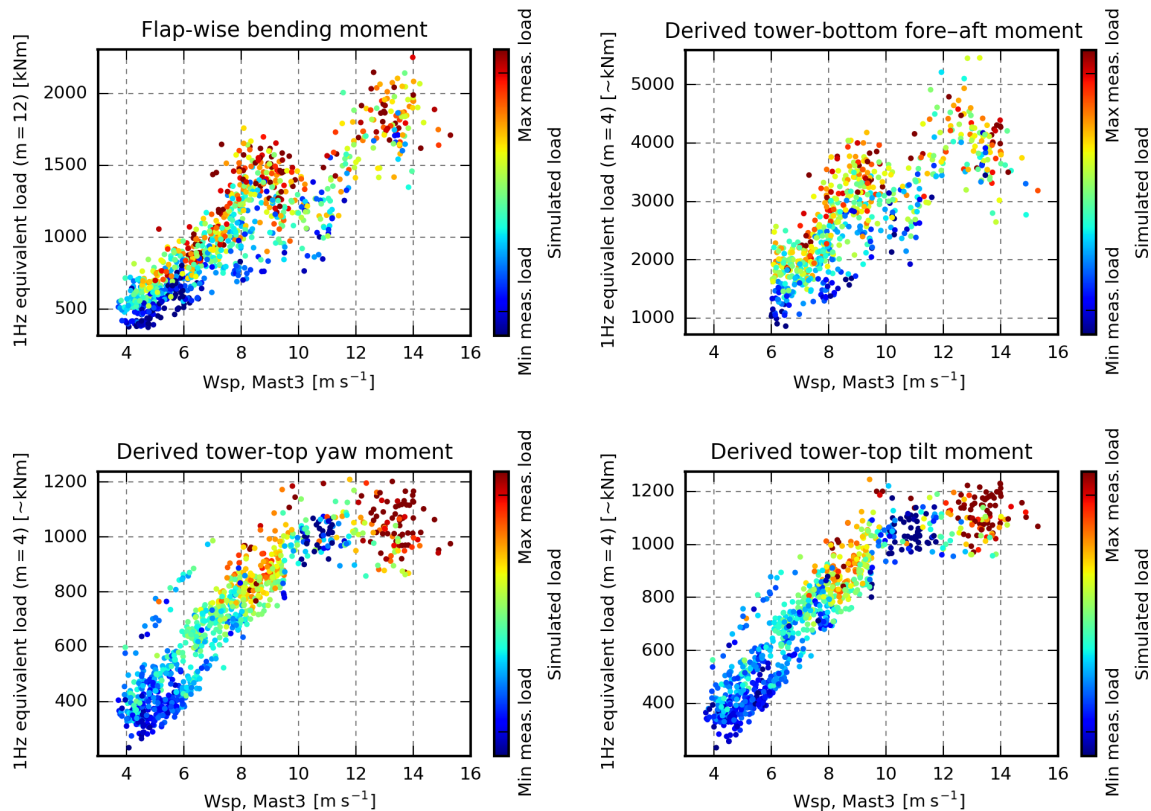 Flap-wise bending moment
1Hz equivalent load (m = 12) [kNm]
2000
1500
1000
500
4 6 8 10 12 14 16
Wsp, Mast3 [m s⁻¹]
Max meas. load
Min meas. load
Simulated load
Derived tower-bottom fore–aft moment
1Hz equivalent load (m = 4) [~kNm]
5000
4000
3000
2000
1000
4 6 8 10 12 14 16
Wsp, Mast3 [m s⁻¹]
Max meas. load
Min meas. load
Simulated load
Derived tower-top yaw moment
1Hz equivalent load (m = 4) [~kNm]
1200
1000
800
600
400
4 6 8 10 12 14 16
Wsp, Mast3 [m s⁻¹]
Max meas. load
Min meas. load
Simulated load
Derived tower-top tilt moment
1Hz equivalent load (m = 4) [~kNm]
1200
1000
800
600
400
4 6 8 10 12 14 16
Wsp, Mast3 [m s⁻¹]
Max meas. load
Min meas. load
Simulated load